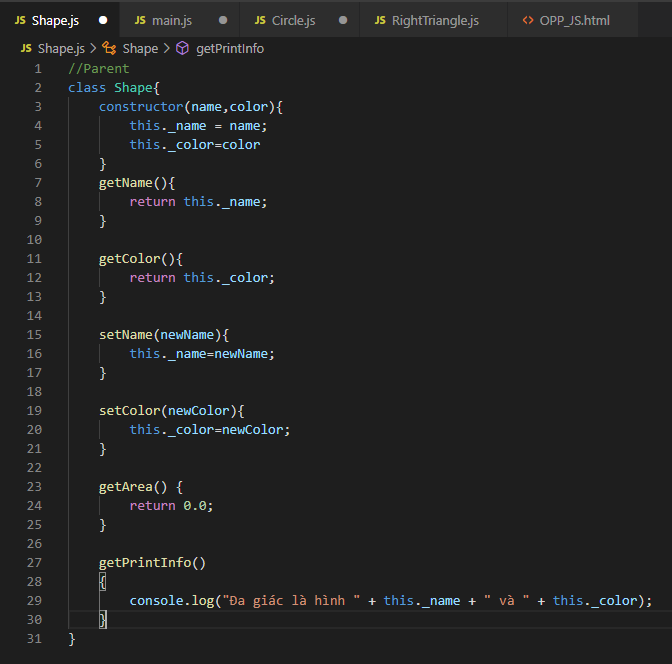 JS Shape.js ● JS main.js ● JS Circle.js ● JS RightTriangle.js <> OPP_JS.html
JS Shape.js > Shape > getPrintInfo
1 //Parent
2 class Shape{
3     constructor(name,color){
4         this._name = name;
5         this._color=color
6     }
7     getName(){
8         return this._name;
9     }
10
11     getColor(){
12         return this._color;
13     }
14
15     setName(newName){
16         this._name=newName;
17     }
18
19     setColor(newColor){
20         this._color=newColor;
21     }
22
23     getArea() {
24         return 0.0;
25     }
26
27     getPrintInfo()
28     {
29         console.log("Đa giác là hình " + this._name + " và " + this._color);
30     }
31 }